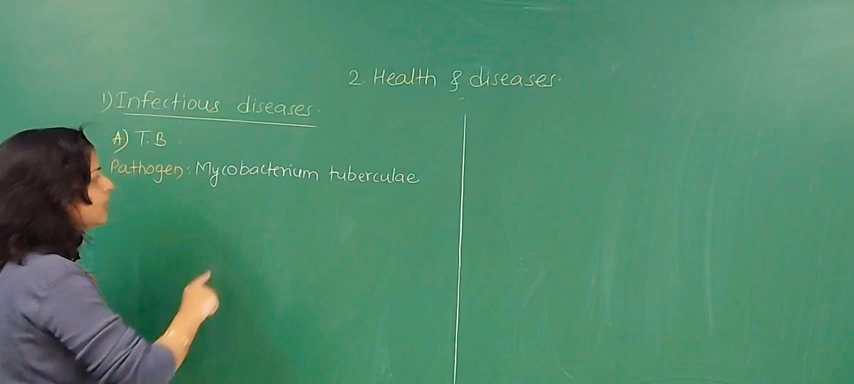 2. Health & diseases.
1) Infectious diseases.
A) T.B.
Pathogen: Mycobacterium tuberculae